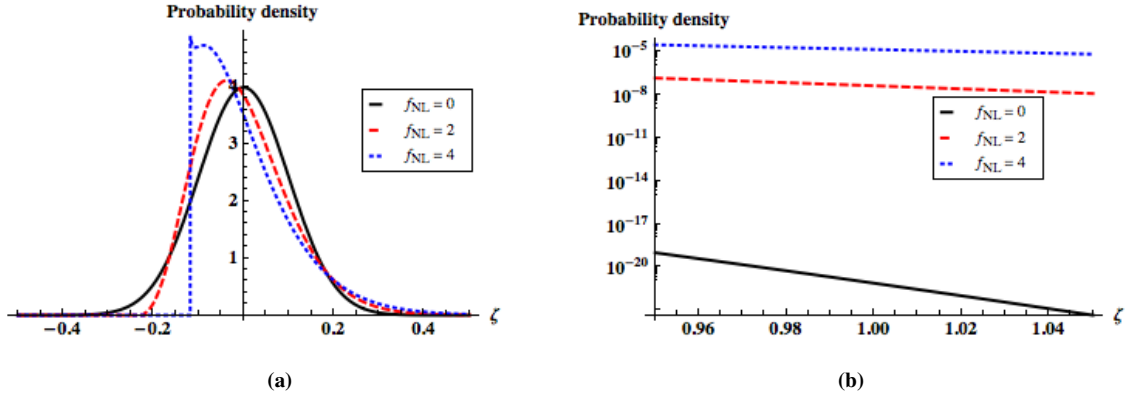 Probability density
4
3
2
1
−0.4
−0.2
0.2
0.4
ζ
f_NL = 0
f_NL = 2
f_NL = 4
(a)
Probability density
10^−5
10^−8
10^−11
10^−14
10^−17
10^−20
0.96
0.98
1.00
1.02
1.04
ζ
f_NL = 0
f_NL = 2
f_NL = 4
(b)